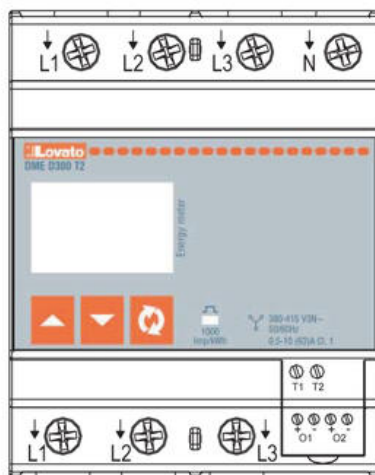 L1 L2 L3 N
Lovato
DME D300 T2
Energy meter
1000
Imp/kWh
380-415 V3N~
50/60Hz
0,5-10 (63)A Cl. 1
T1 T2
+ - + -
O1 O2
L1 L2 L3